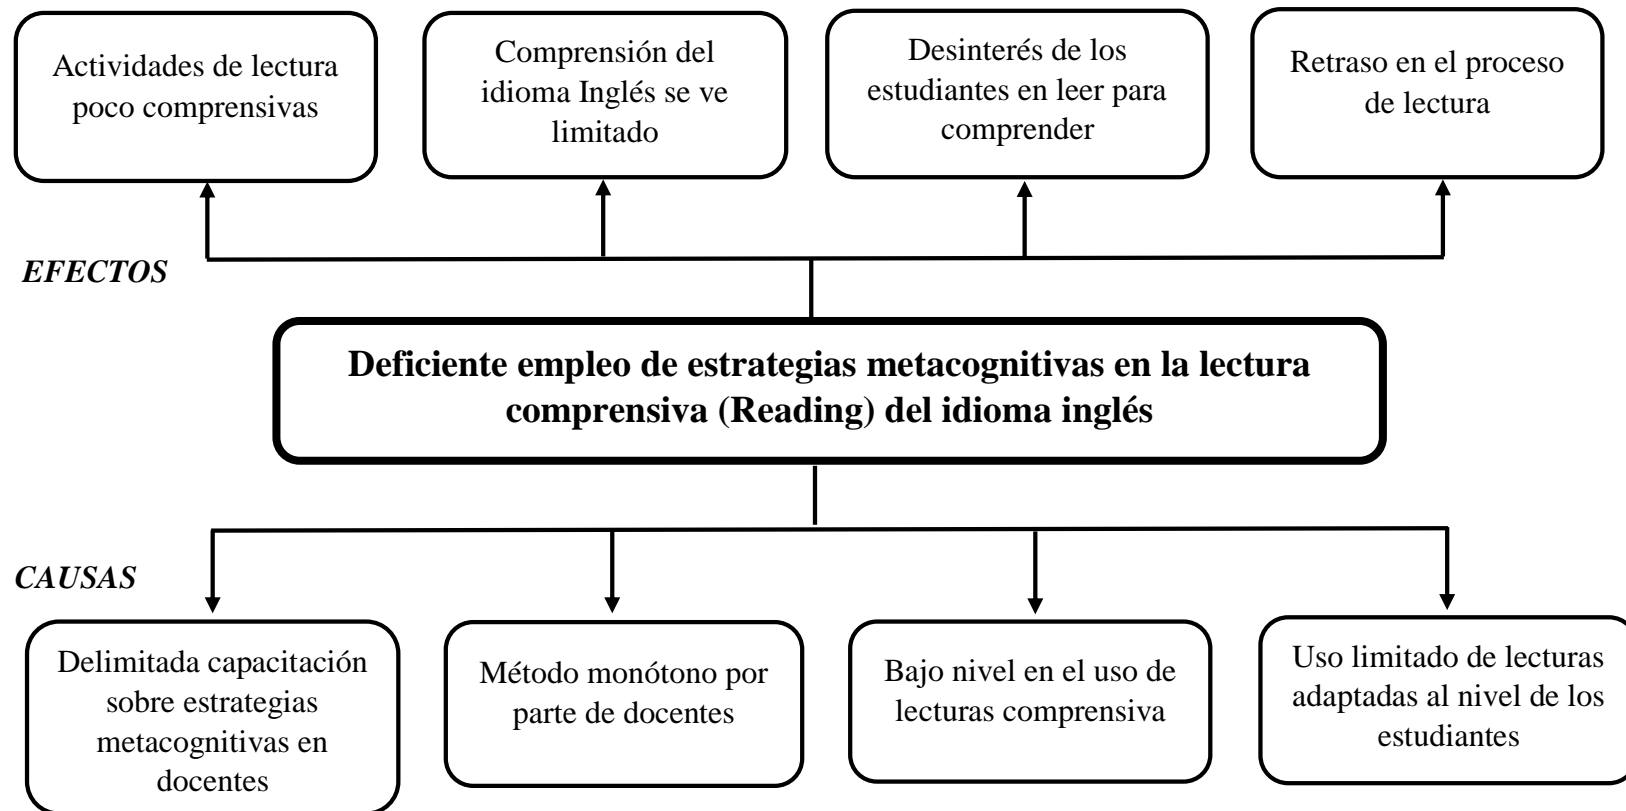 Actividades de lectura
poco comprensivas
Comprensión del
idioma Inglés se ve
limitado
Desinterés de los
estudiantes en leer para
comprender
Retraso en el proceso
de lectura
EFECTOS
Deficiente empleo de estrategias metacognitivas en la lectura
comprensiva (Reading) del idioma inglés
CAUSAS
Delimitada capacitación
sobre estrategias
metacognitivas en
docentes
Método monótono por
parte de docentes
Bajo nivel en el uso de
lecturas comprensiva
Uso limitado de lecturas
adaptadas al nivel de los
estudiantes